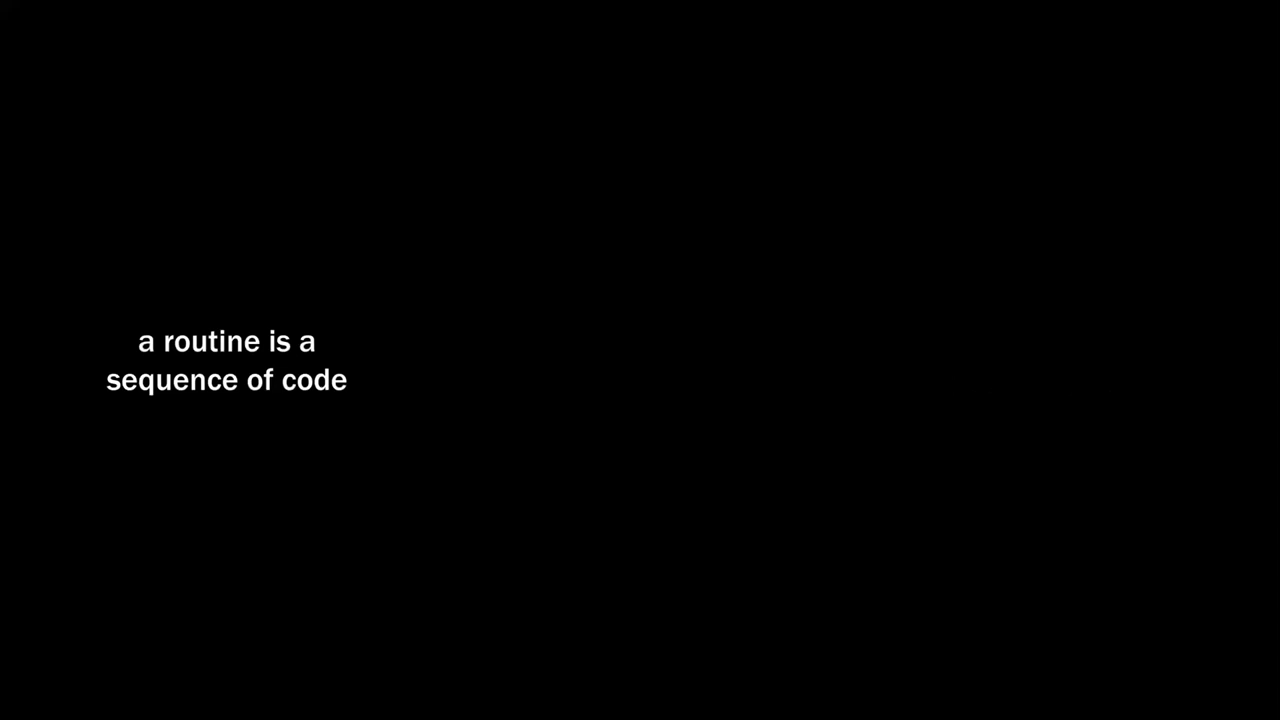 a routine is a
sequence of code